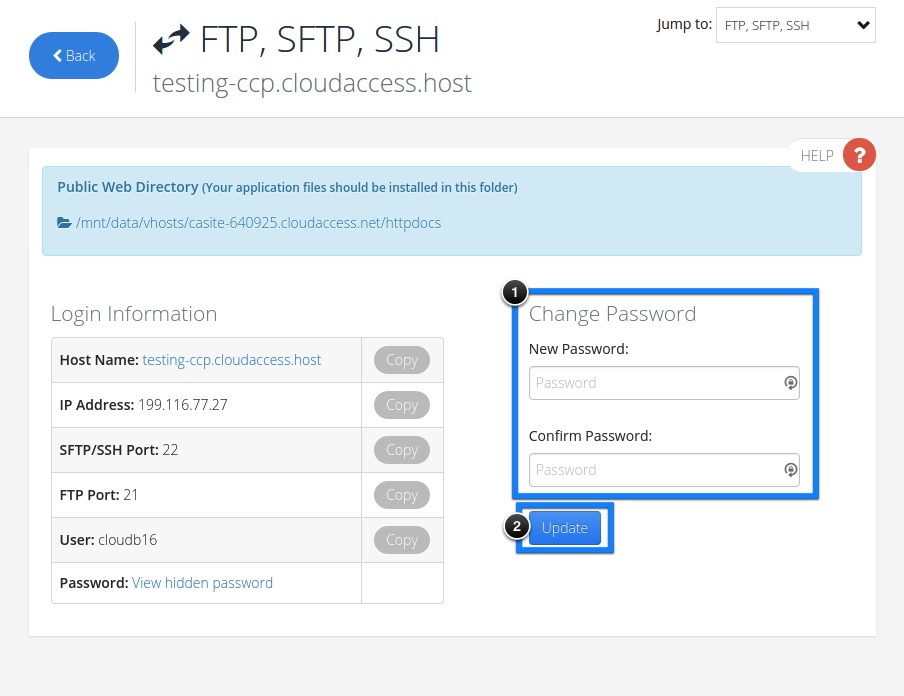 Back
FTP, SFTP, SSH
testing-ccp.cloudaccess.host
Jump to: FTP, SFTP, SSH
HELP ?
Public Web Directory (Your application files should be installed in this folder)
/mnt/data/vhosts/casite-640925.cloudaccess.net/httpdocs
Login Information
Host Name: testing-ccp.cloudaccess.host Copy
IP Address: 199.116.77.27 Copy
SFTP/SSH Port: 22 Copy
FTP Port: 21 Copy
User: cloudb16 Copy
Password: View hidden password
1
Change Password
New Password:
Password
Confirm Password:
Password
2 Update